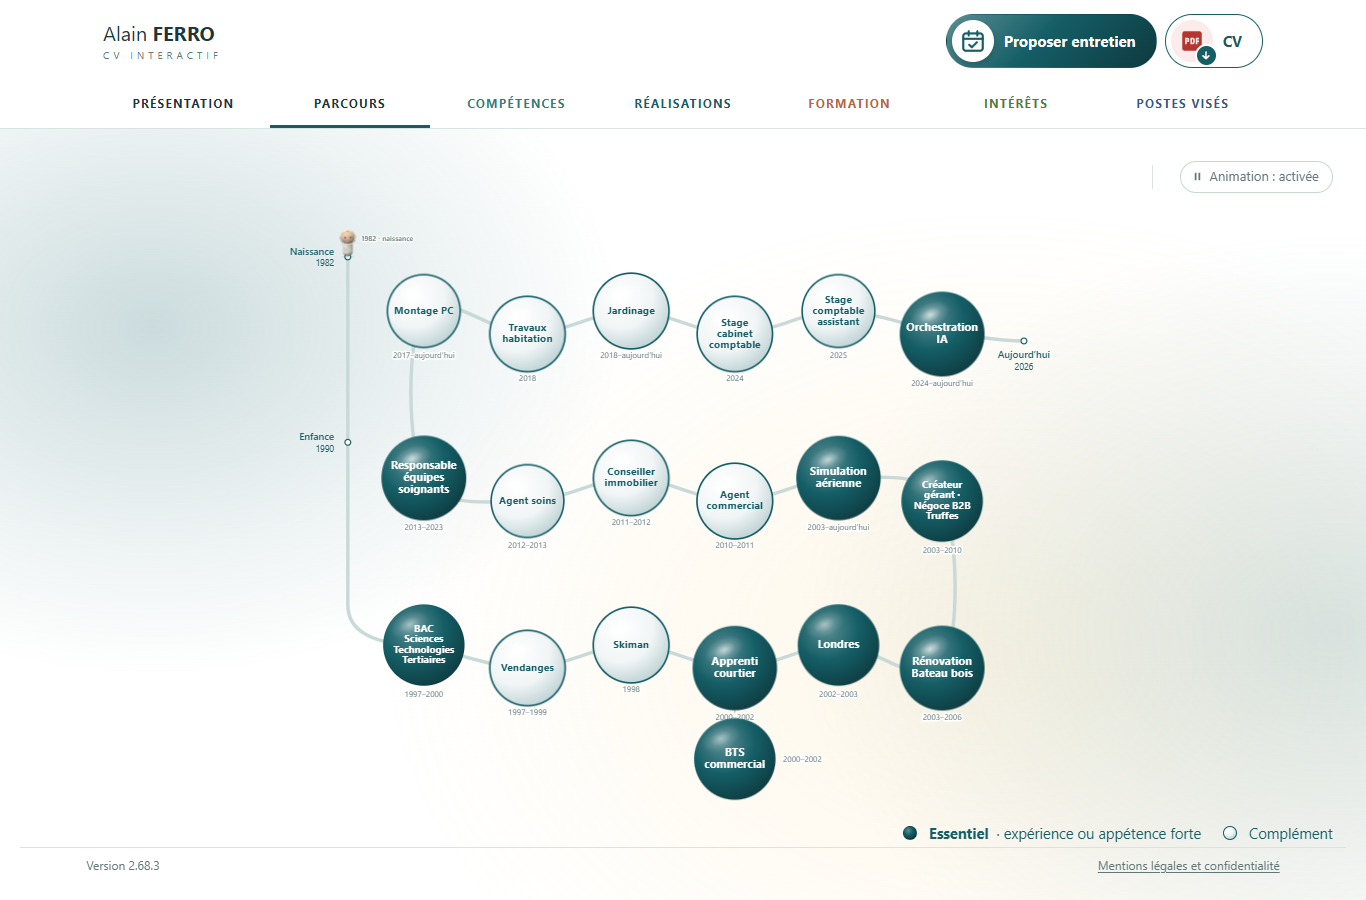 Alain FERRO
CV INTERACTIF
Proposer entretien
PDF
CV
PRÉSENTATION
PARCOURS
COMPÉTENCES
RÉALISATIONS
FORMATION
INTÉRÊTS
POSTES VISÉS
Animation : activée
1982 · naissance
Naissance
1982
Montage PC
2017–aujourd'hui
Travaux
habitation
2018
Jardinage
2018–aujourd'hui
Stage
cabinet
comptable
2024
Stage
comptable
assistant
2025
Orchestration
IA
2024–aujourd'hui
Aujourd'hui
2026
Enfance
1990
Responsable
équipes
soignants
2013–2023
Agent soins
2012–2013
Conseiller
immobilier
2011–2012
Agent
commercial
2010–2011
Simulation
aérienne
2003–aujourd'hui
Créateur
gérant ·
Négoce B2B
Truffes
2003–2010
BAC
Sciences
Technologies
Tertiaires
1997–2000
Vendanges
1997–1999
Skiman
1998
Apprenti
courtier
2000–2002
Londres
2002–2003
Rénovation
Bateau bois
2003–2006
BTS
commercial
2000–2002
Essentiel · expérience ou appétence forte
Complément
Version 2.68.3
Mentions légales et confidentialité